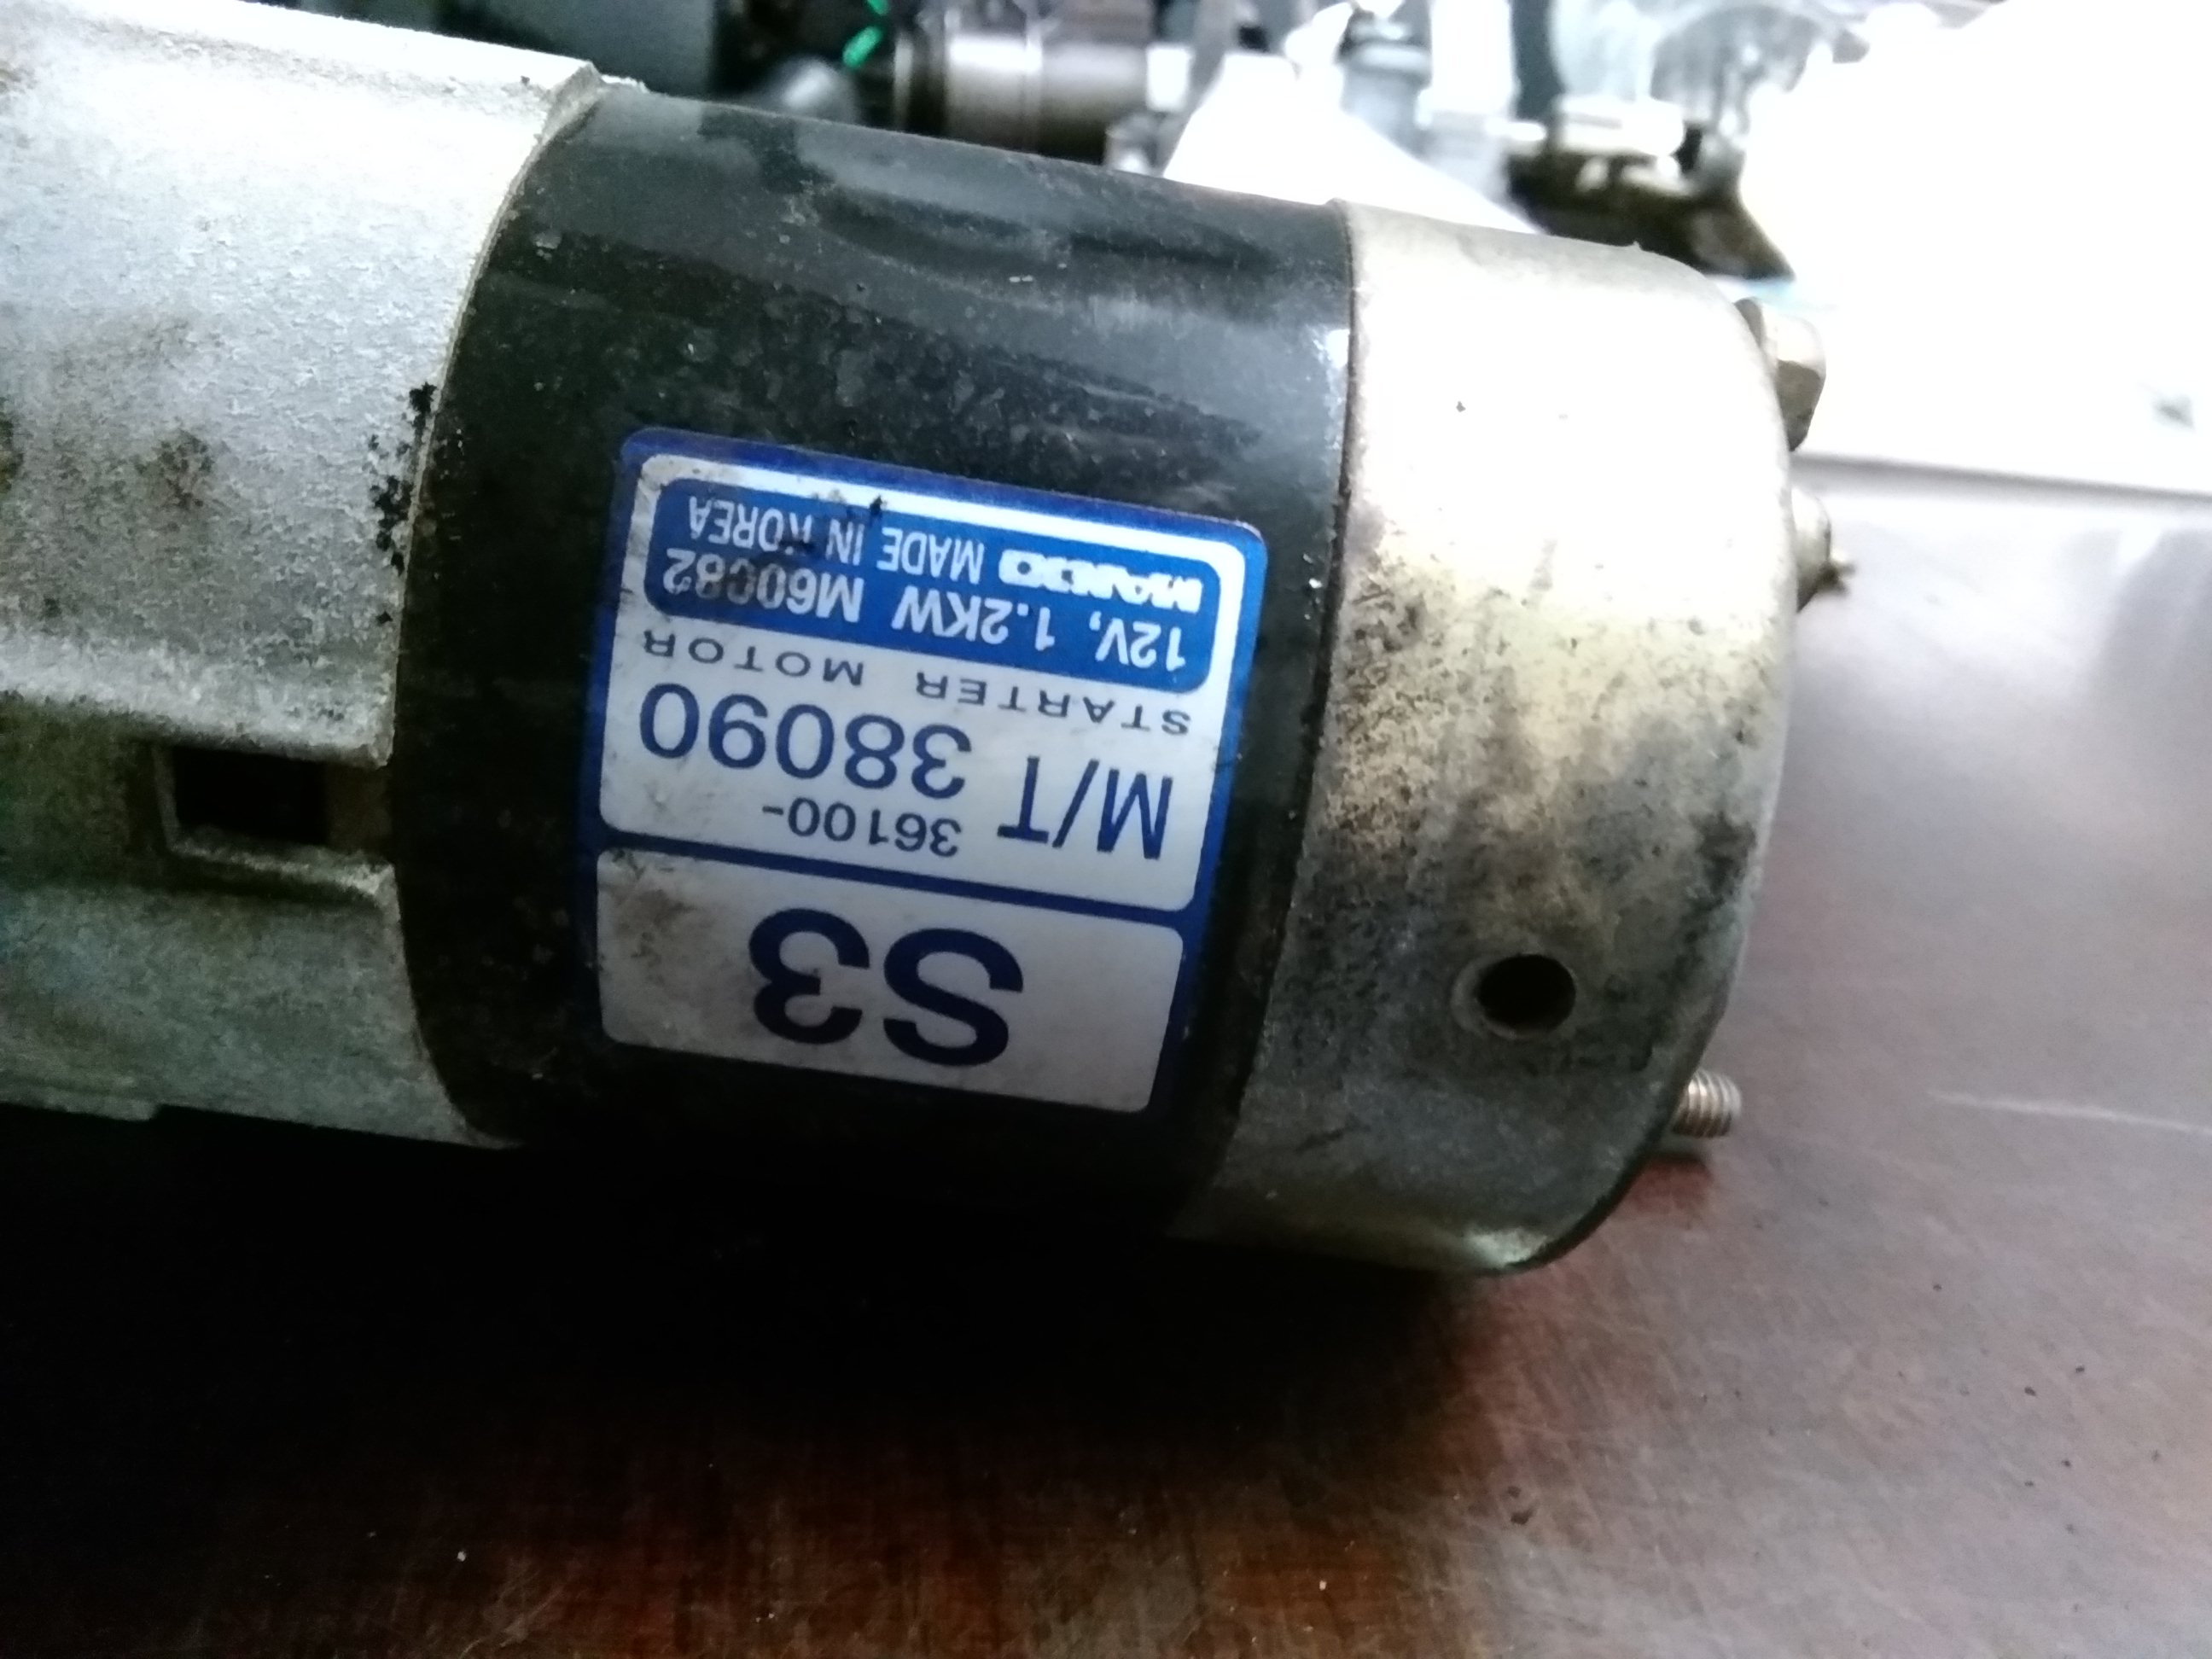 S3
36100-
M/T 38090
STARTER MOTOR
12V, 1.2KW M60082
MANDO MADE IN KOREA